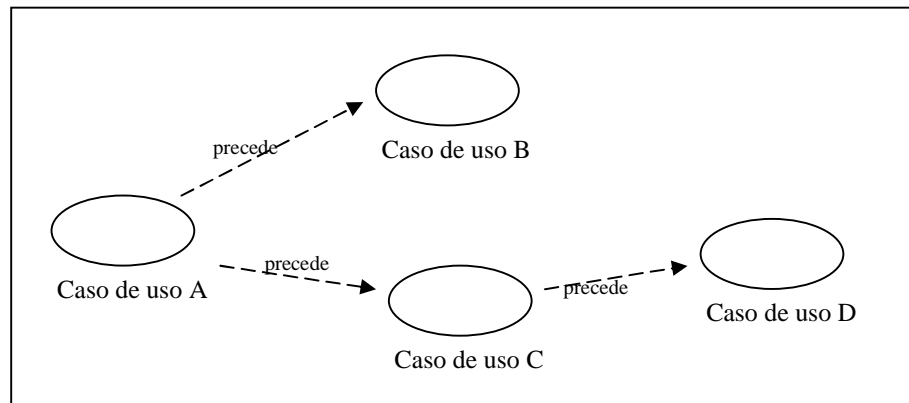 precede
Caso de uso B
precede
Caso de uso A
precede
Caso de uso D
Caso de uso C